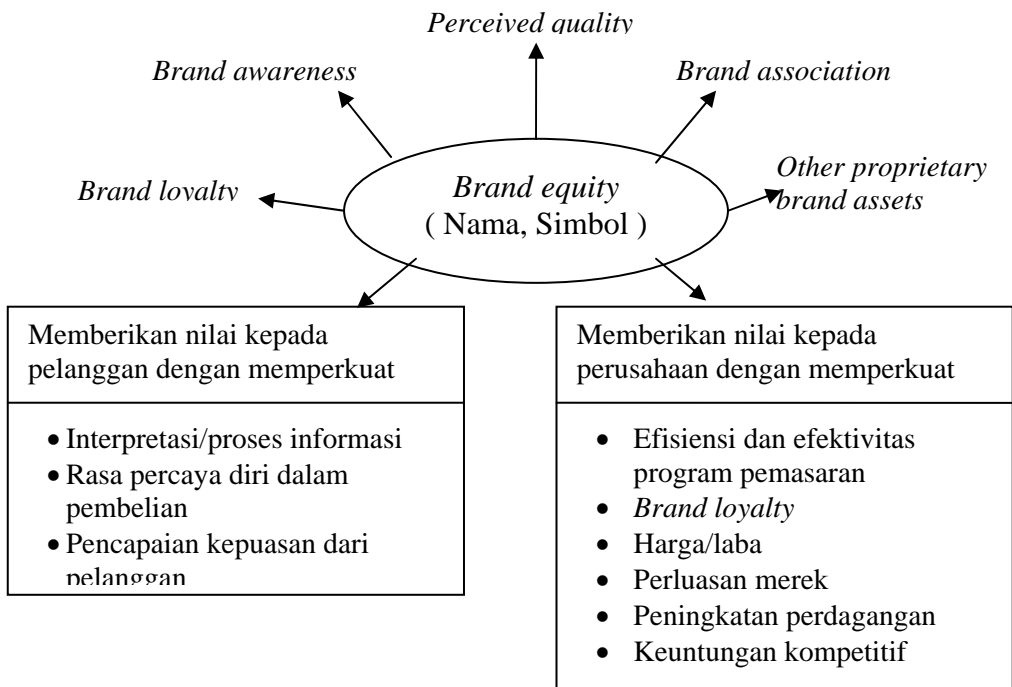 Perceived quality
Brand awareness
Brand association
Brand loyalty
Other proprietary
brand assets
Brand equity
( Nama, Simbol )
Memberikan nilai kepada
pelanggan dengan memperkuat
• Interpretasi/proses informasi
• Rasa percaya diri dalam
pembelian
• Pencapaian kepuasan dari
pelanggan
Memberikan nilai kepada
perusahaan dengan memperkuat
• Efisiensi dan efektivitas
program pemasaran
• Brand loyalty
• Harga/laba
• Perluasan merek
• Peningkatan perdagangan
• Keuntungan kompetitif